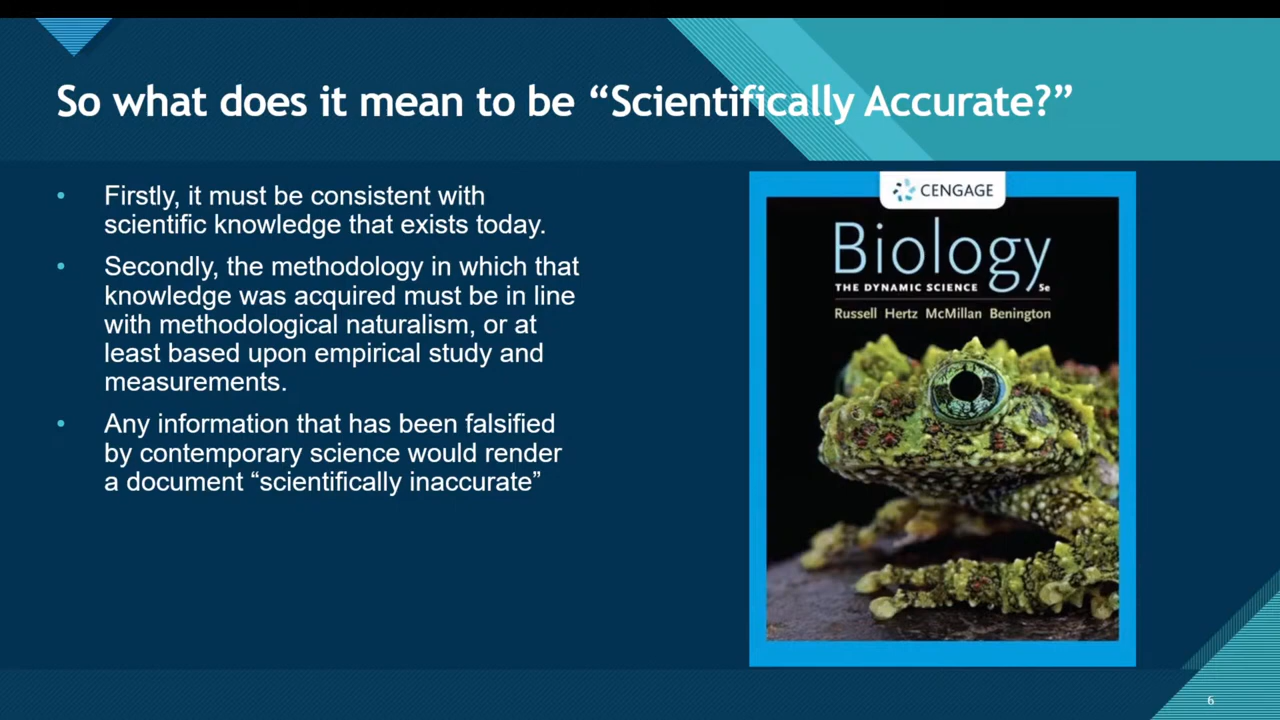 So what does it mean to be “Scientifically Accurate?”
• Firstly, it must be consistent with
scientific knowledge that exists today.
• Secondly, the methodology in which that
knowledge was acquired must be in line
with methodological naturalism, or at
least based upon empirical study and
measurements.
• Any information that has been falsified
by contemporary science would render
a document “scientifically inaccurate”
CENGAGE
Biology
THE DYNAMIC SCIENCE 5e
Russell Hertz McMillan Benington
6